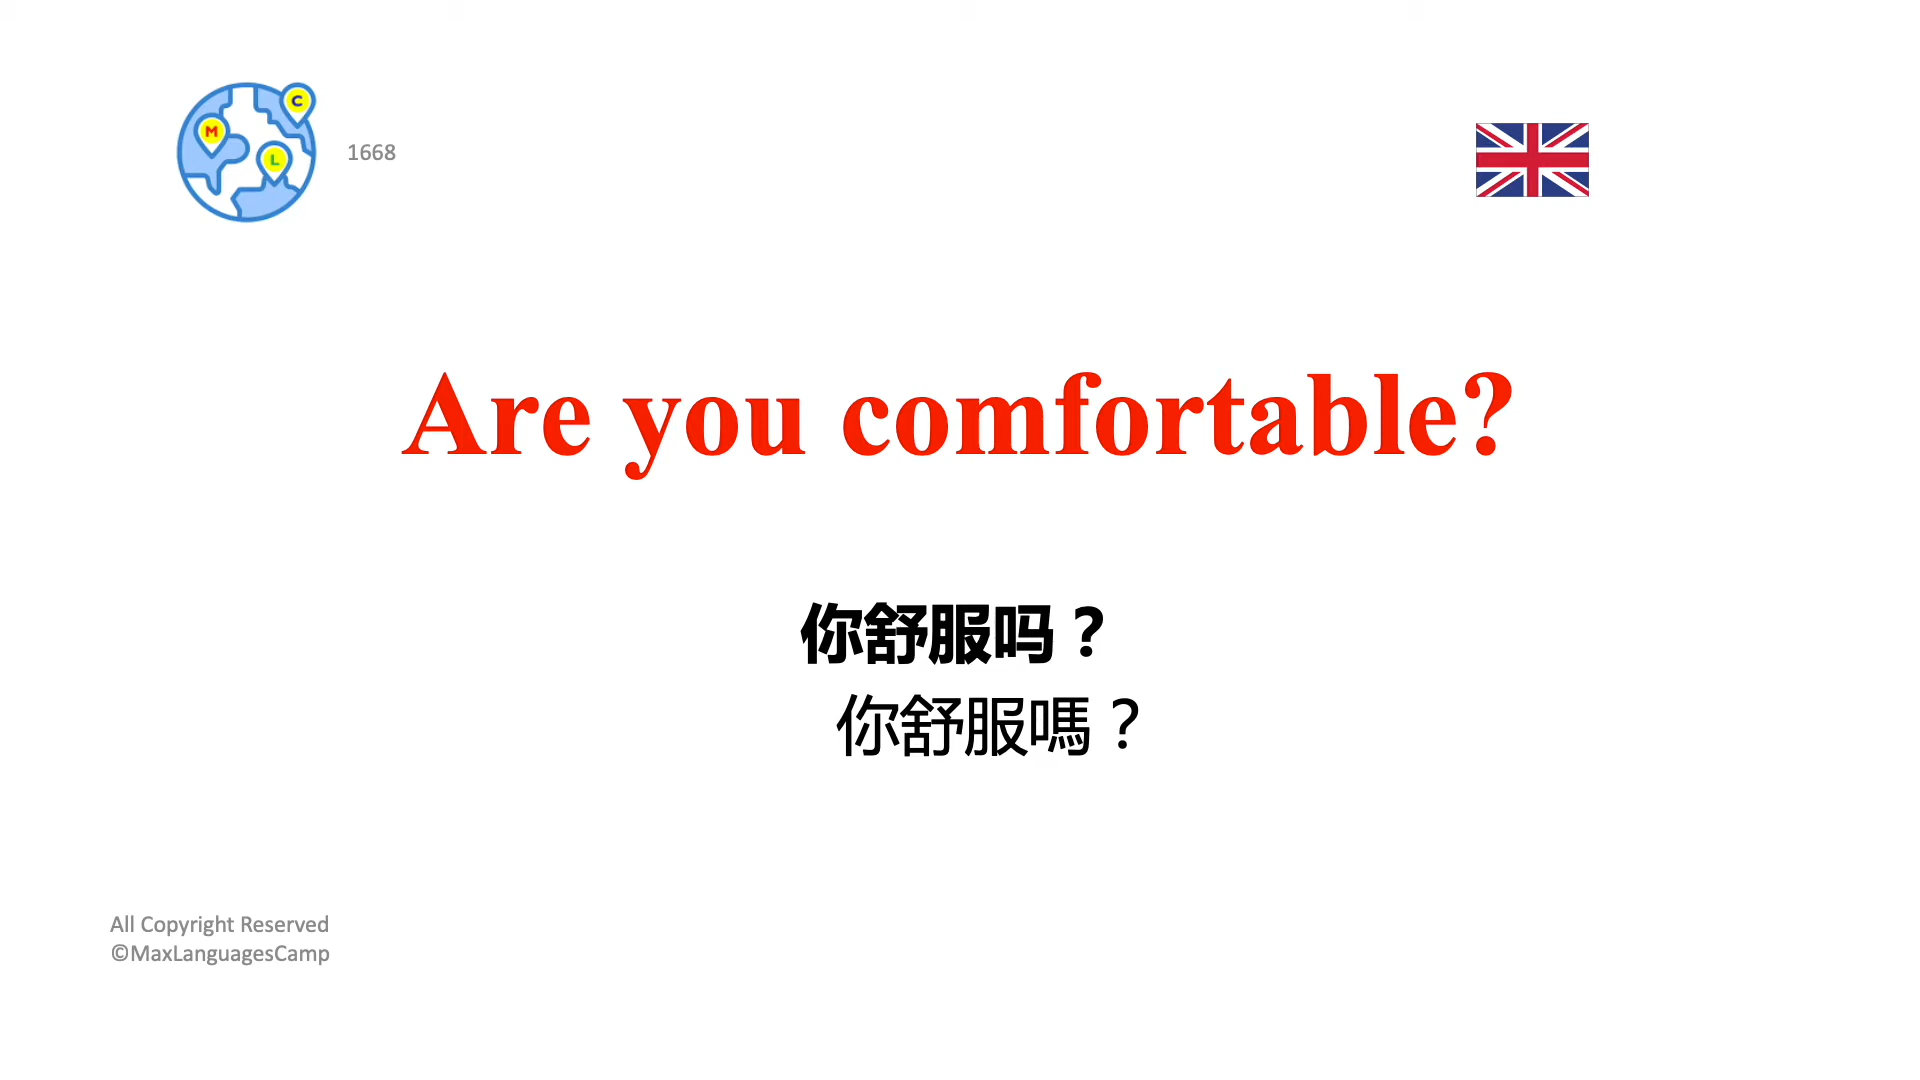 C
M
L
1668
Are you comfortable?
你舒服吗？
你舒服嗎？
All Copyright Reserved
©MaxLanguagesCamp